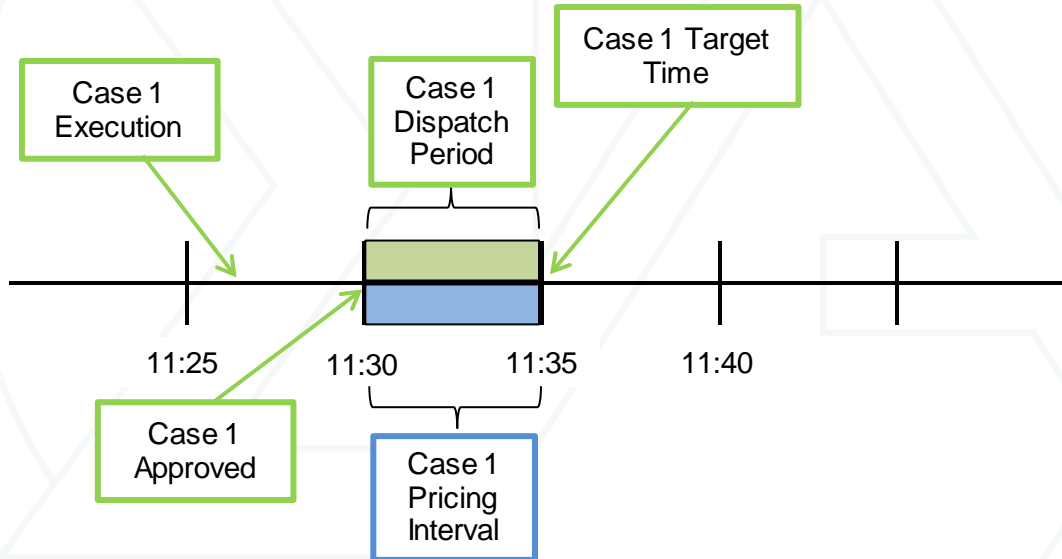 Case 1 Target
Time
Case 1
Execution
Case 1
Dispatch
Period
11:25
11:30
11:35
11:40
Case 1
Approved
Case 1
Pricing
Interval